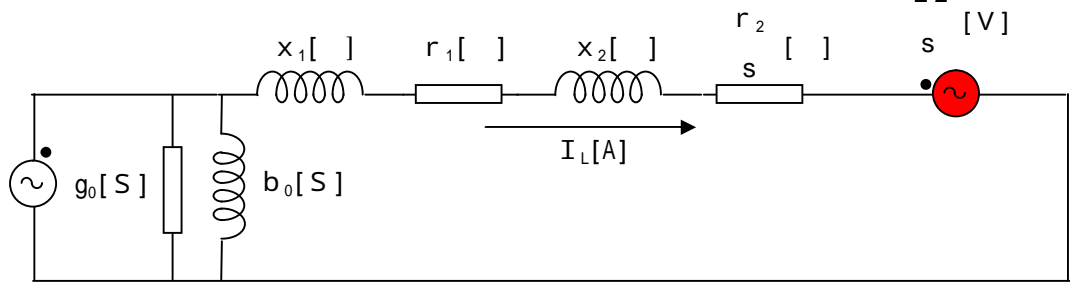 x₁[ ]
r₁[ ]
x₂[ ]
r₂
s
[ ]
s
[V]
I_L[A]
g₀[S]
b₀[S]